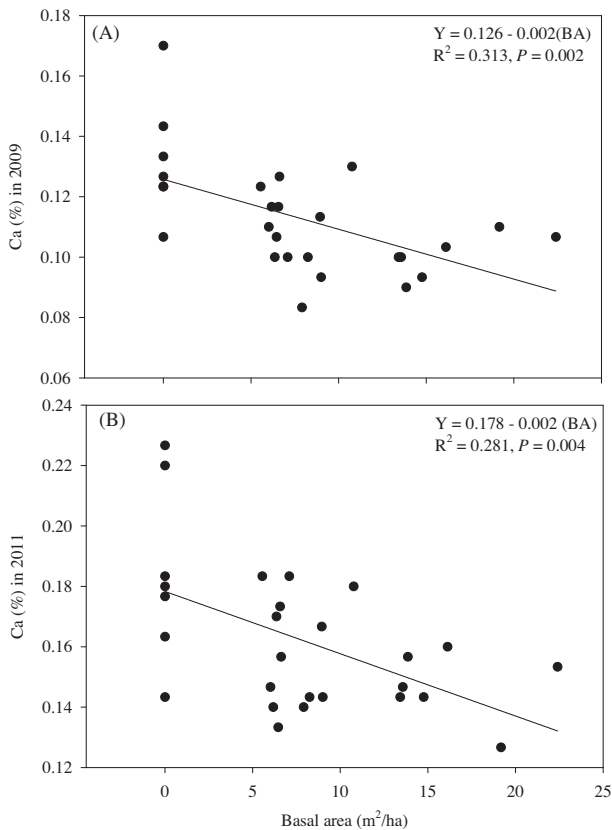 (A)
Y = 0.126 - 0.002(BA)
R² = 0.313, P = 0.002
0.18
0.16
0.14
0.12
0.10
0.08
0.06
Ca (%) in 2009
(B)
Y = 0.178 - 0.002 (BA)
R² = 0.281, P = 0.004
0.24
0.22
0.20
0.18
0.16
0.14
0.12
Ca (%) in 2011
0 5 10 15 20 25
Basal area (m²/ha)